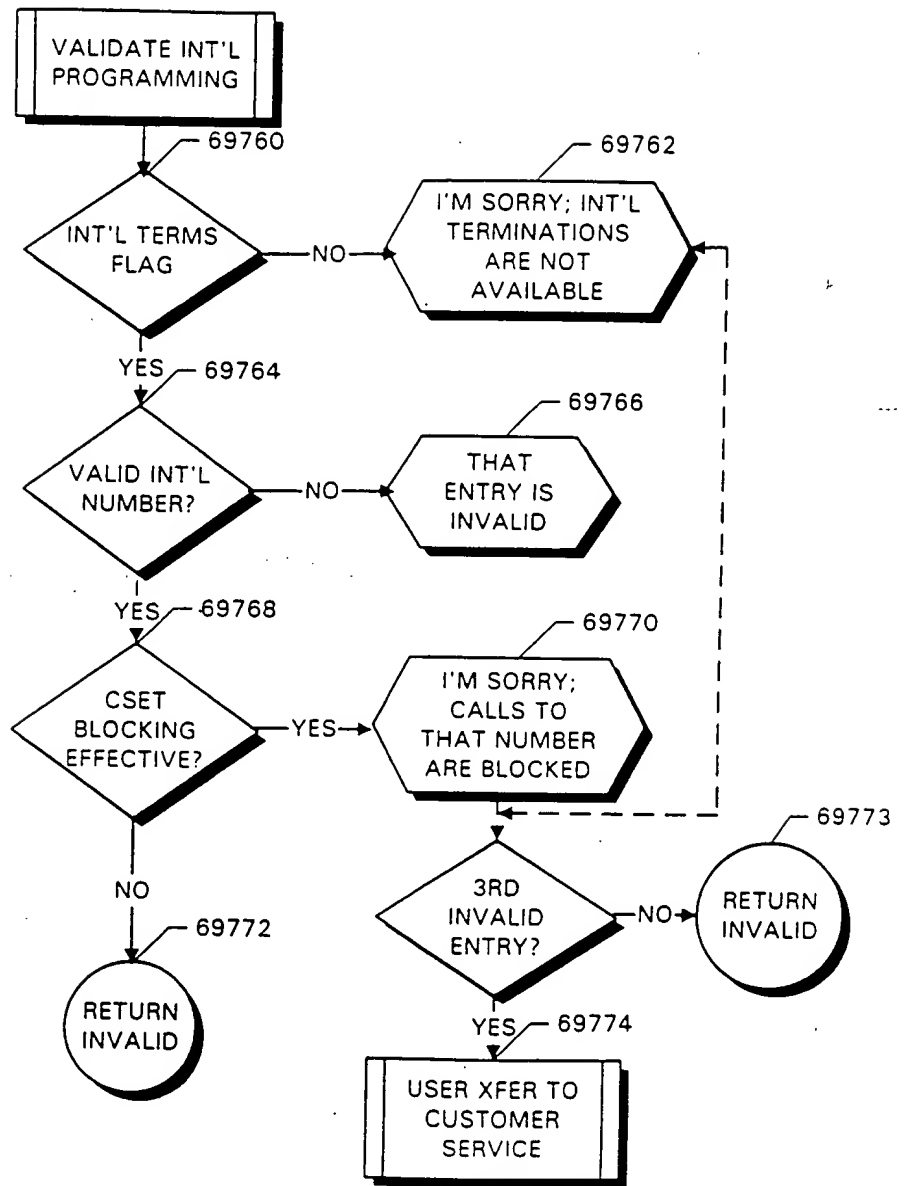 VALIDATE INT'L
PROGRAMMING
69760
INT'L TERMS
FLAG
NO
69762
I'M SORRY; INT'L
TERMINATIONS
ARE NOT
AVAILABLE
YES
69764
VALID INT'L
NUMBER?
NO
69766
THAT
ENTRY IS
INVALID
YES
69768
CSET
BLOCKING
EFFECTIVE?
YES
69770
I'M SORRY;
CALLS TO
THAT NUMBER
ARE BLOCKED
NO
69772
RETURN
INVALID
3RD
INVALID
ENTRY?
NO
69773
RETURN
INVALID
YES
69774
USER XFER TO
CUSTOMER
SERVICE